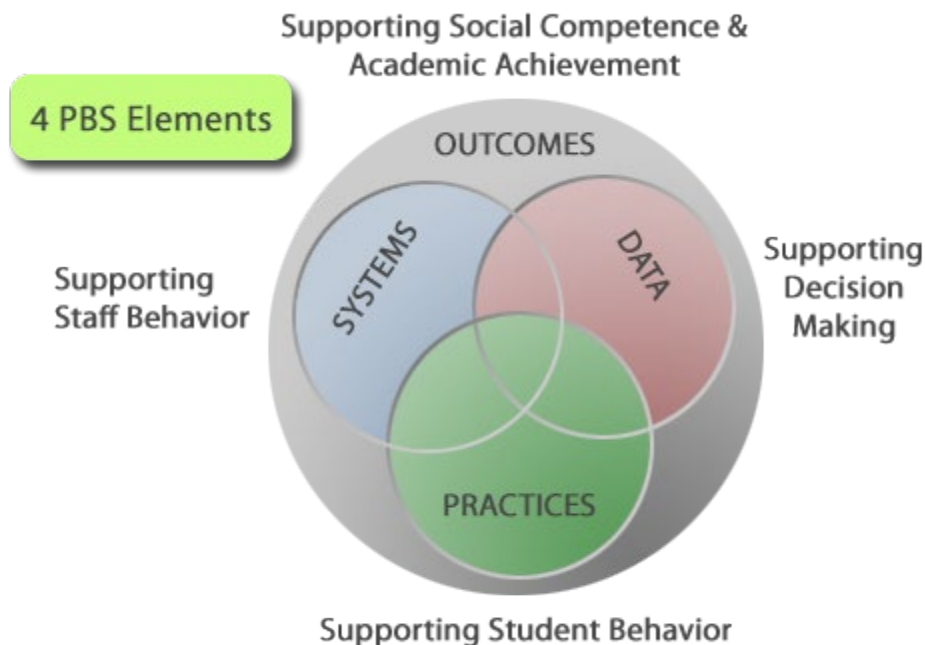 Supporting Social Competence &
Academic Achievement
4 PBS Elements
OUTCOMES
SYSTEMS
DATA
Supporting
Staff Behavior
Supporting
Decision
Making
PRACTICES
Supporting Student Behavior